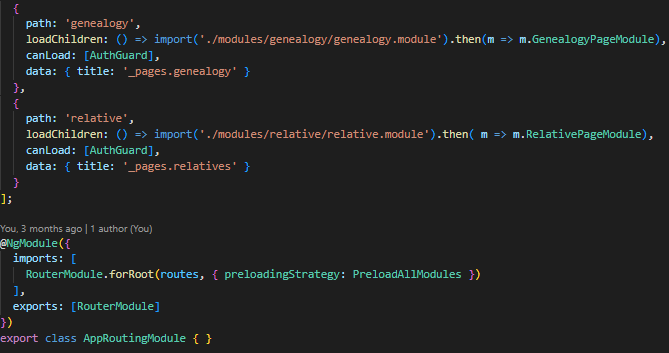 {
path: 'genealogy',
loadChildren: () => import('./modules/genealogy/genealogy.module').then(m => m.GenealogyPageModule),
canLoad: [AuthGuard],
data: { title: '_pages.genealogy' }
},
{
path: 'relative',
loadChildren: () => import('./modules/relative/relative.module').then( m => m.RelativePageModule),
canLoad: [AuthGuard],
data: { title: '_pages.relatives' }
}
];
You, 3 months ago | 1 author (You)
@NgModule({
imports: [
RouterModule.forRoot(routes, { preloadingStrategy: PreloadAllModules })
],
exports: [RouterModule]
})
export class AppRoutingModule { }